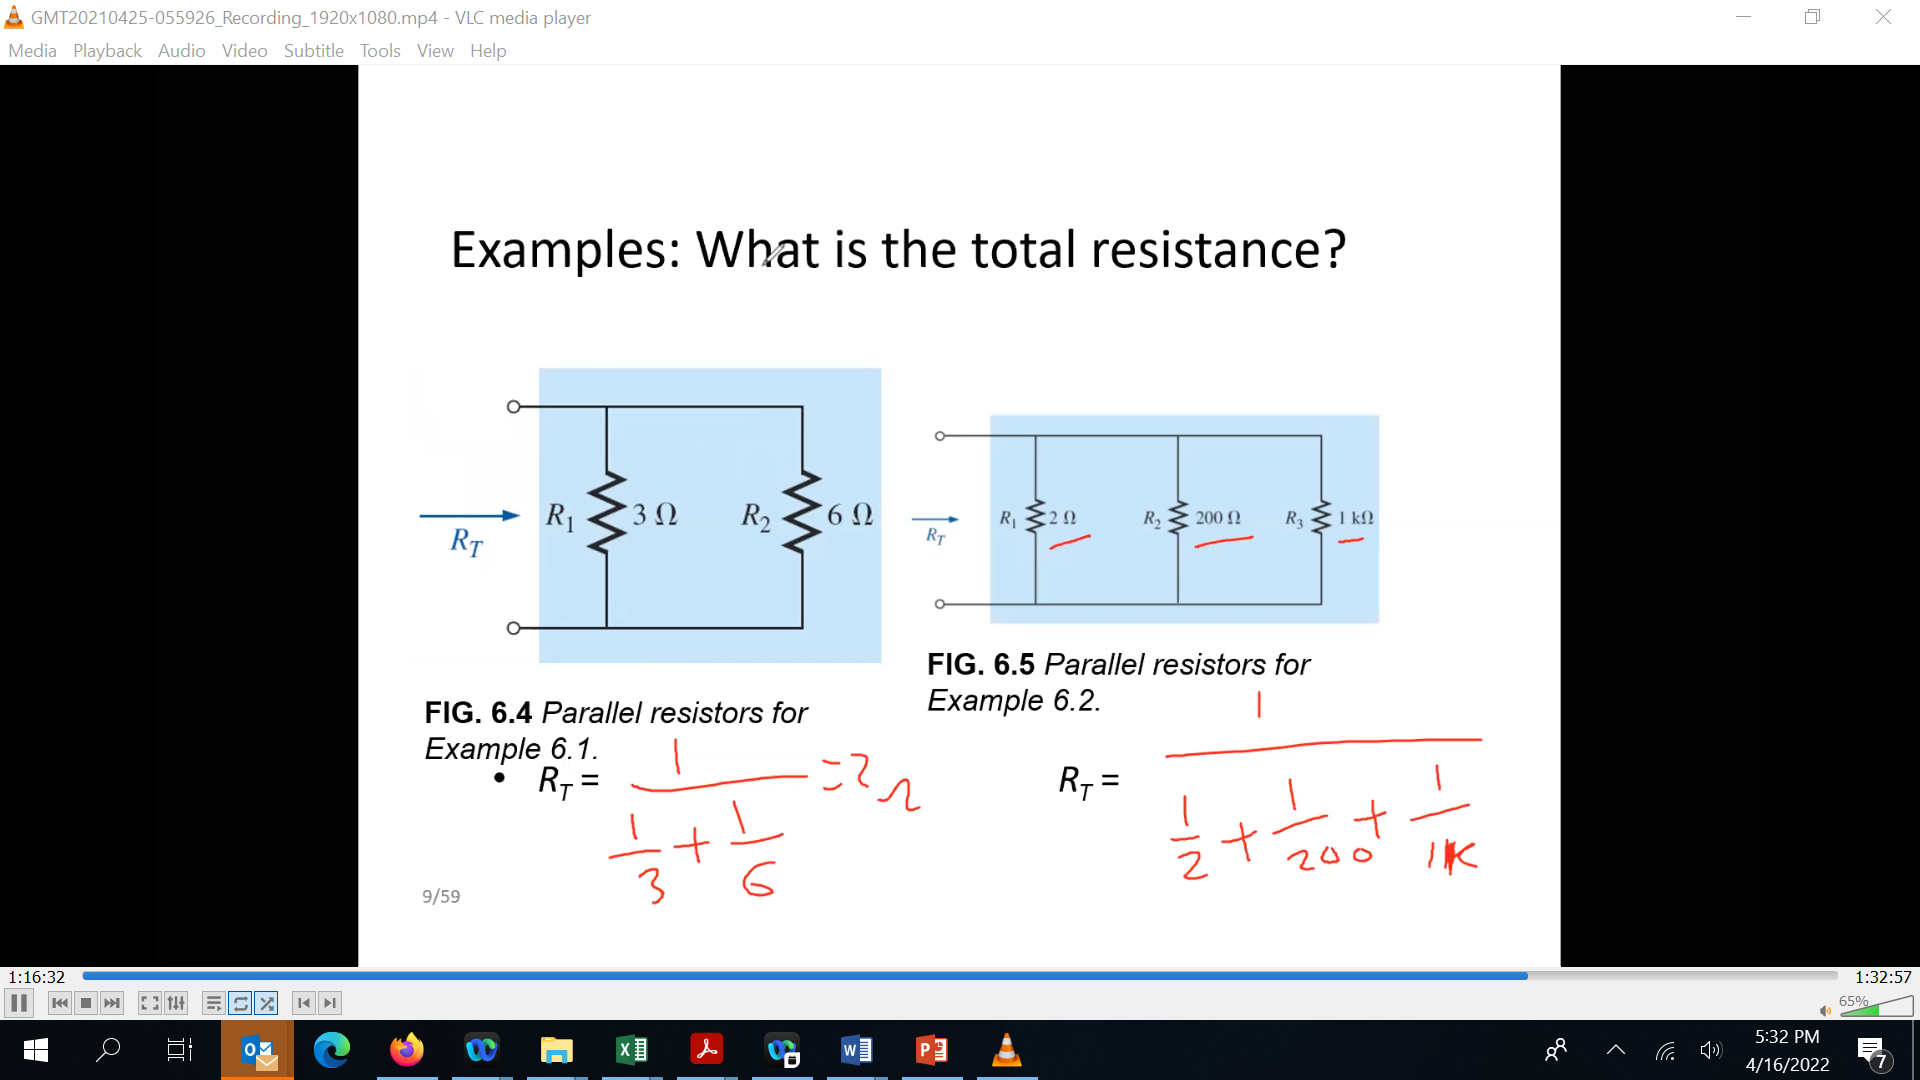 GMT20210425-055926_Recording_1920x1080.mp4 - VLC media player
Media Playback Audio Video Subtitle Tools View Help
Examples: What is the total resistance?
R1 3 Ω R2 6 Ω
RT
R1 2 Ω R2 200 Ω R3 1 kΩ
RT
FIG. 6.4 Parallel resistors for
Example 6.1.
FIG. 6.5 Parallel resistors for
Example 6.2.
• RT = 1 / (1/3 + 1/6) = 2 Ω
RT = 1 / (1/2 + 1/200 + 1/1K)
9/59
1:16:32
1:32:57
65%
5:32 PM
4/16/2022
7